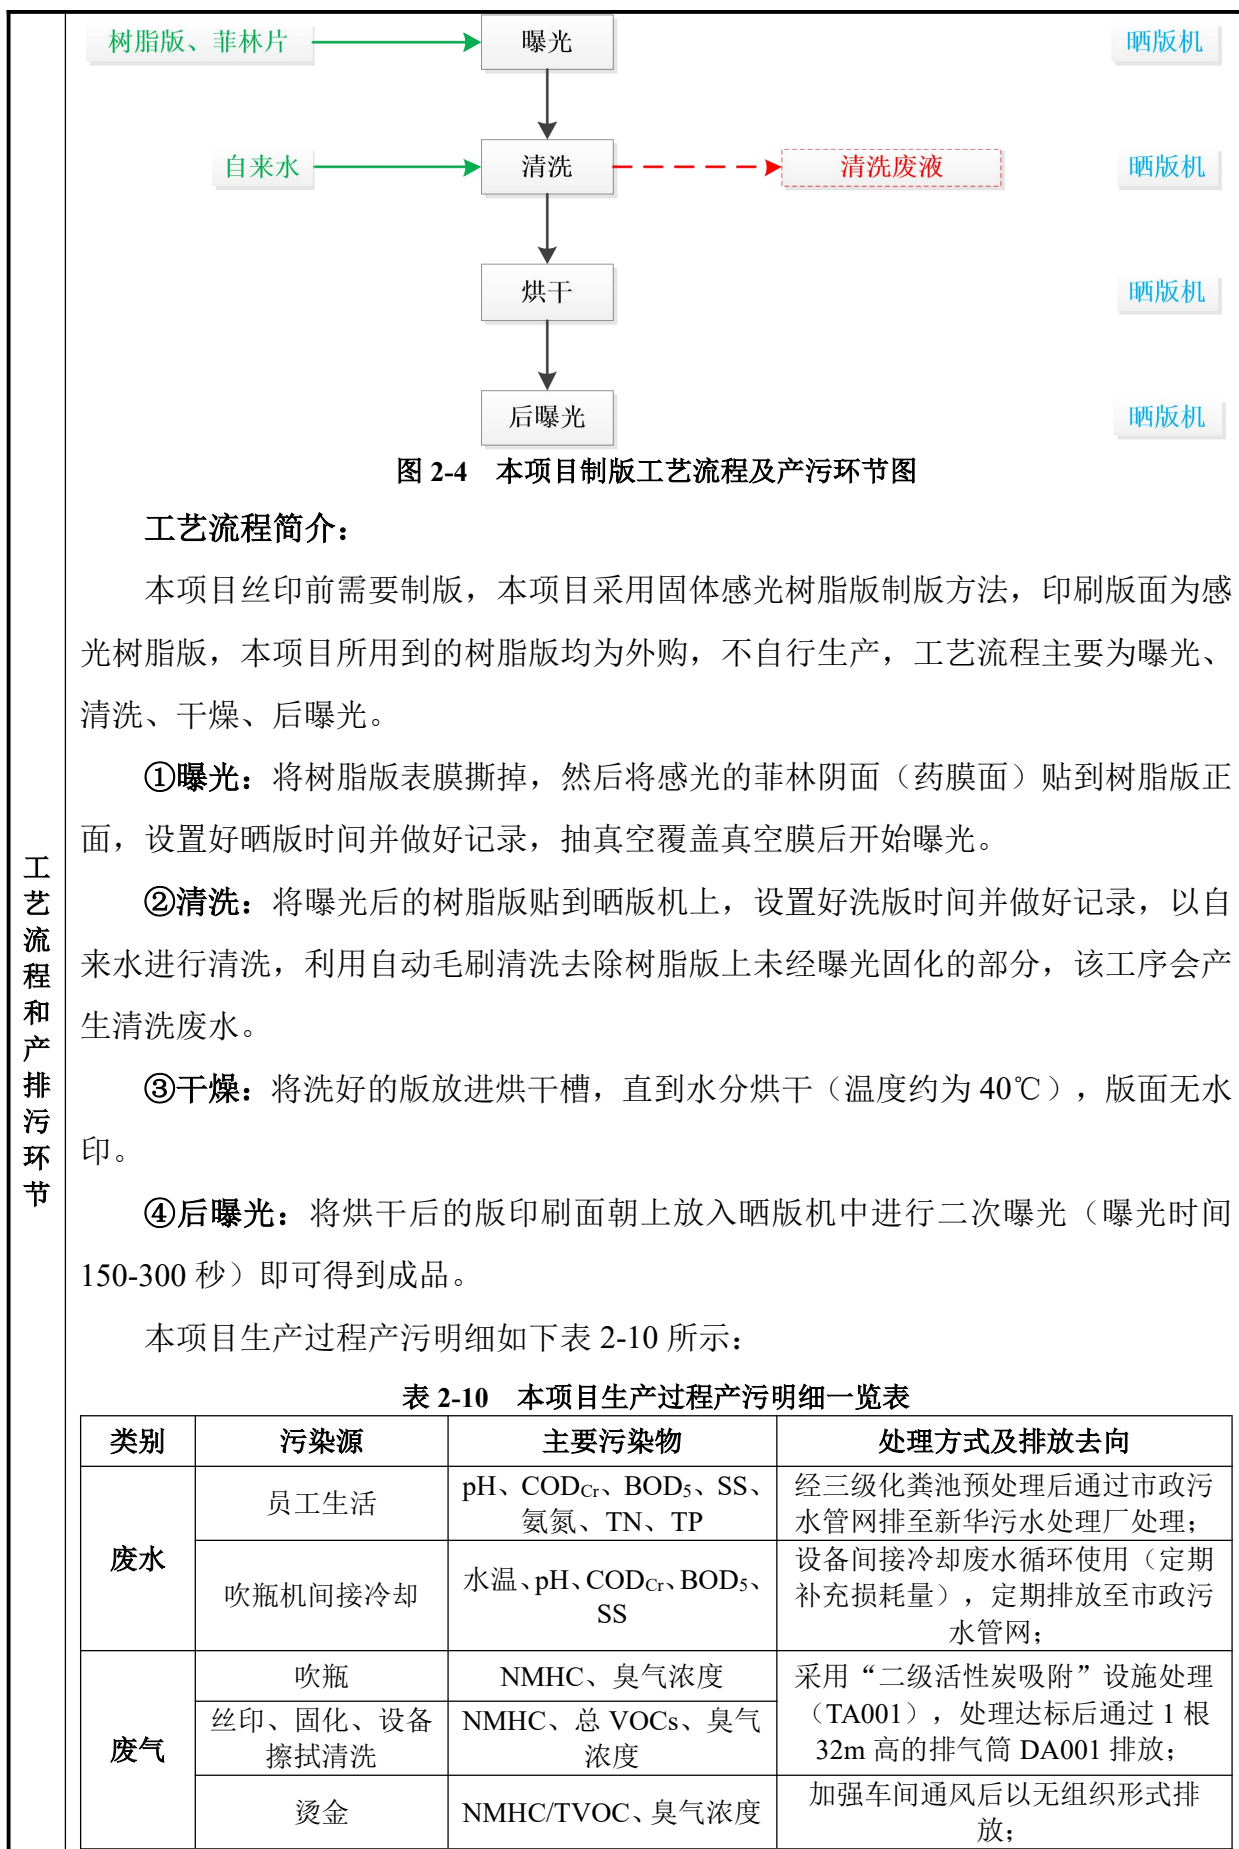 树脂版、菲林片
曝光
晒版机
自来水
清洗
清洗废液
晒版机
烘干
晒版机
后曝光
晒版机
图 2-4 本项目制版工艺流程及产污环节图
工艺流程和产排污环节
工艺流程简介：
本项目丝印前需要制版，本项目采用固体感光树脂版制版方法，印刷版面为感
光树脂版，本项目所用到的树脂版均为外购，不自行生产，工艺流程主要为曝光、
清洗、干燥、后曝光。
①曝光：将树脂版表膜撕掉，然后将感光的菲林阴面（药膜面）贴到树脂版正
面，设置好晒版时间并做好记录，抽真空覆盖真空膜后开始曝光。
②清洗：将曝光后的树脂版贴到晒版机上，设置好洗版时间并做好记录，以自
来水进行清洗，利用自动毛刷清洗去除树脂版上未经曝光固化的部分，该工序会产
生清洗废水。
③干燥：将洗好的版放进烘干槽，直到水分烘干（温度约为 40℃），版面无水
印。
④后曝光：将烘干后的版印刷面朝上放入晒版机中进行二次曝光（曝光时间
150-300 秒）即可得到成品。
本项目生产过程产污明细如下表 2-10 所示：
表 2-10 本项目生产过程产污明细一览表
类别 污染源 主要污染物 处理方式及排放去向
废水
员工生活
pH、CODCr、BOD5、SS、
氨氮、TN、TP
经三级化粪池预处理后通过市政污
水管网排至新华污水处理厂处理；
吹瓶机间接冷却
水温、pH、CODCr、BOD5、
SS
设备间接冷却废水循环使用（定期
补充损耗量），定期排放至市政污
水管网；
废气
吹瓶
NMHC、臭气浓度
采用“二级活性炭吸附”设施处理
（TA001），处理达标后通过 1 根
32m 高的排气筒 DA001 排放；
丝印、固化、设备
擦拭清洗
NMHC、总 VOCs、臭气
浓度
烫金
NMHC/TVOC、臭气浓度
加强车间通风后以无组织形式排
放；